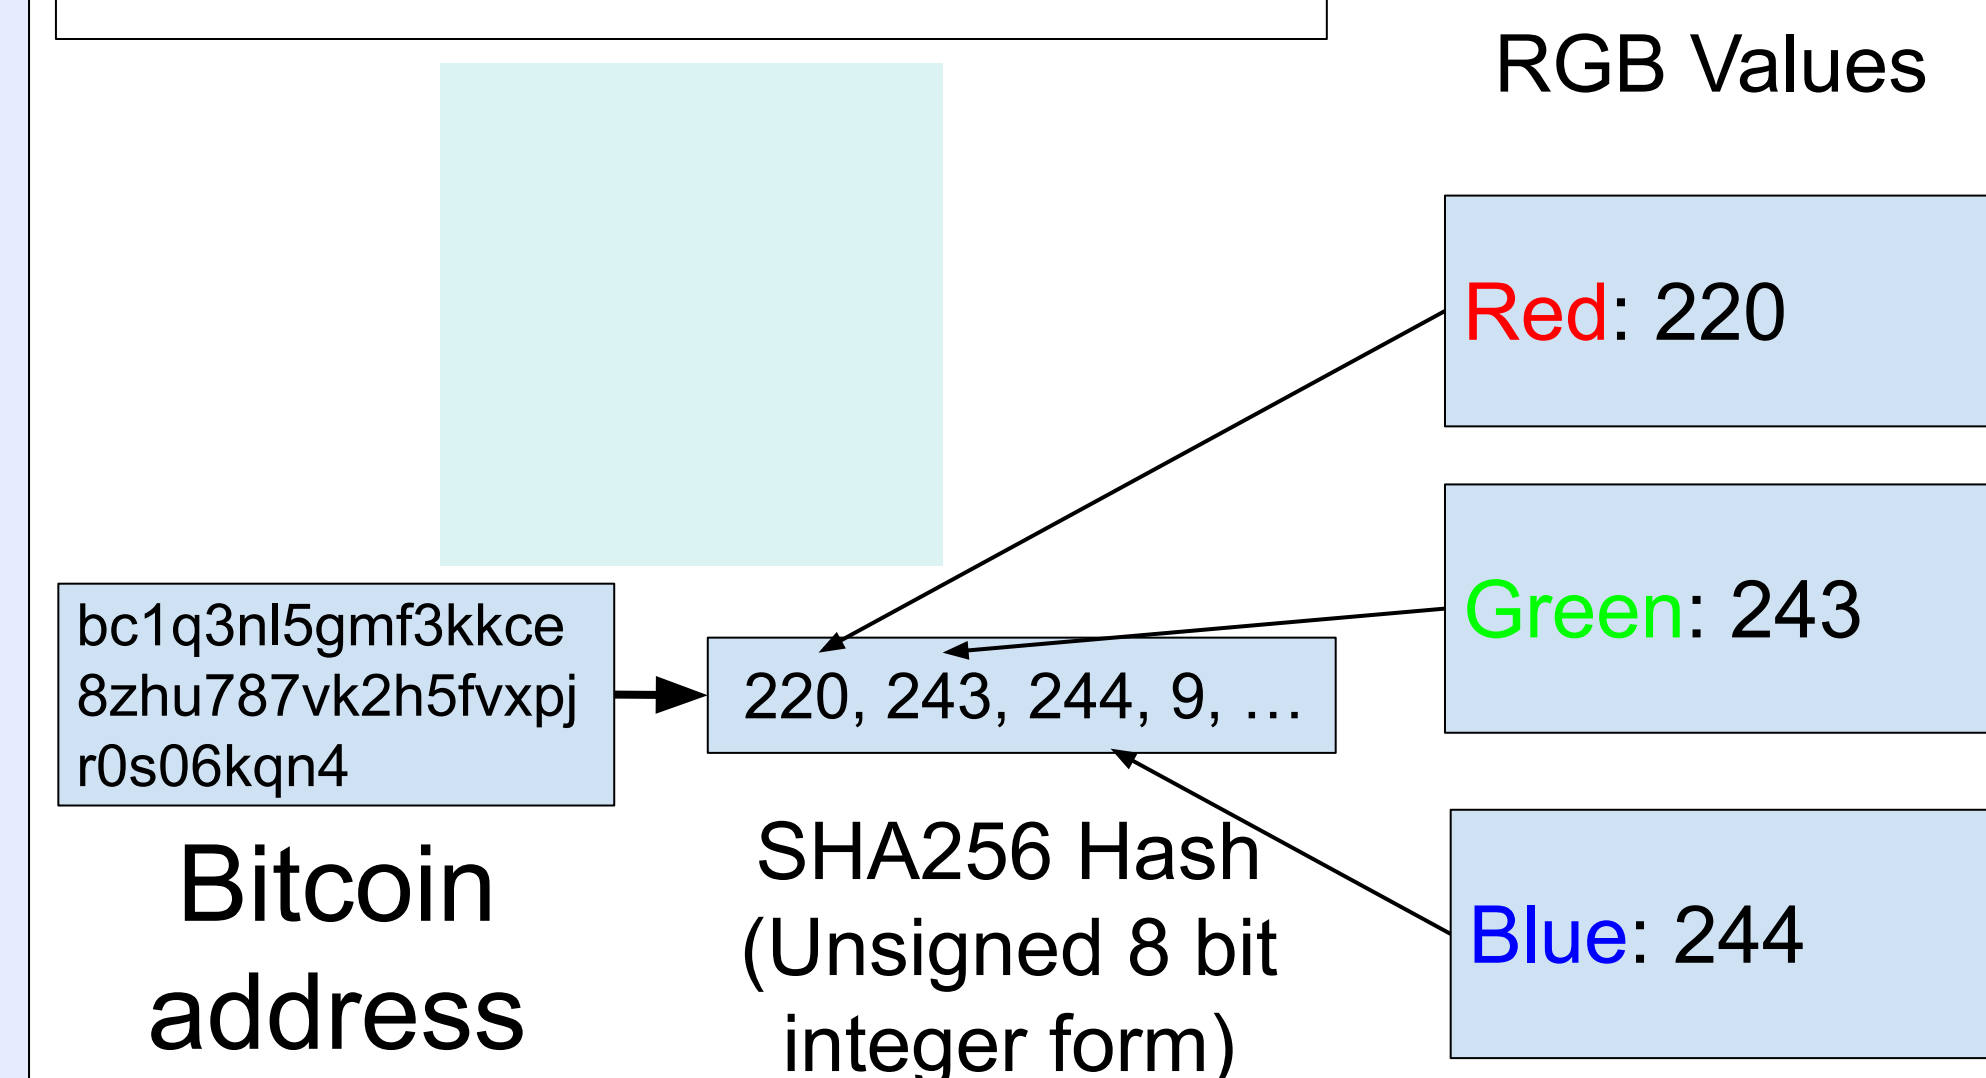 RGB Values
Red: 220
Green: 243
bc1q3nl5gmf3kkce
8zhu787vk2h5fvxpj
r0s06kqn4
220, 243, 244, 9, …
Blue: 244
Bitcoin
address
SHA256 Hash
(Unsigned 8 bit
integer form)